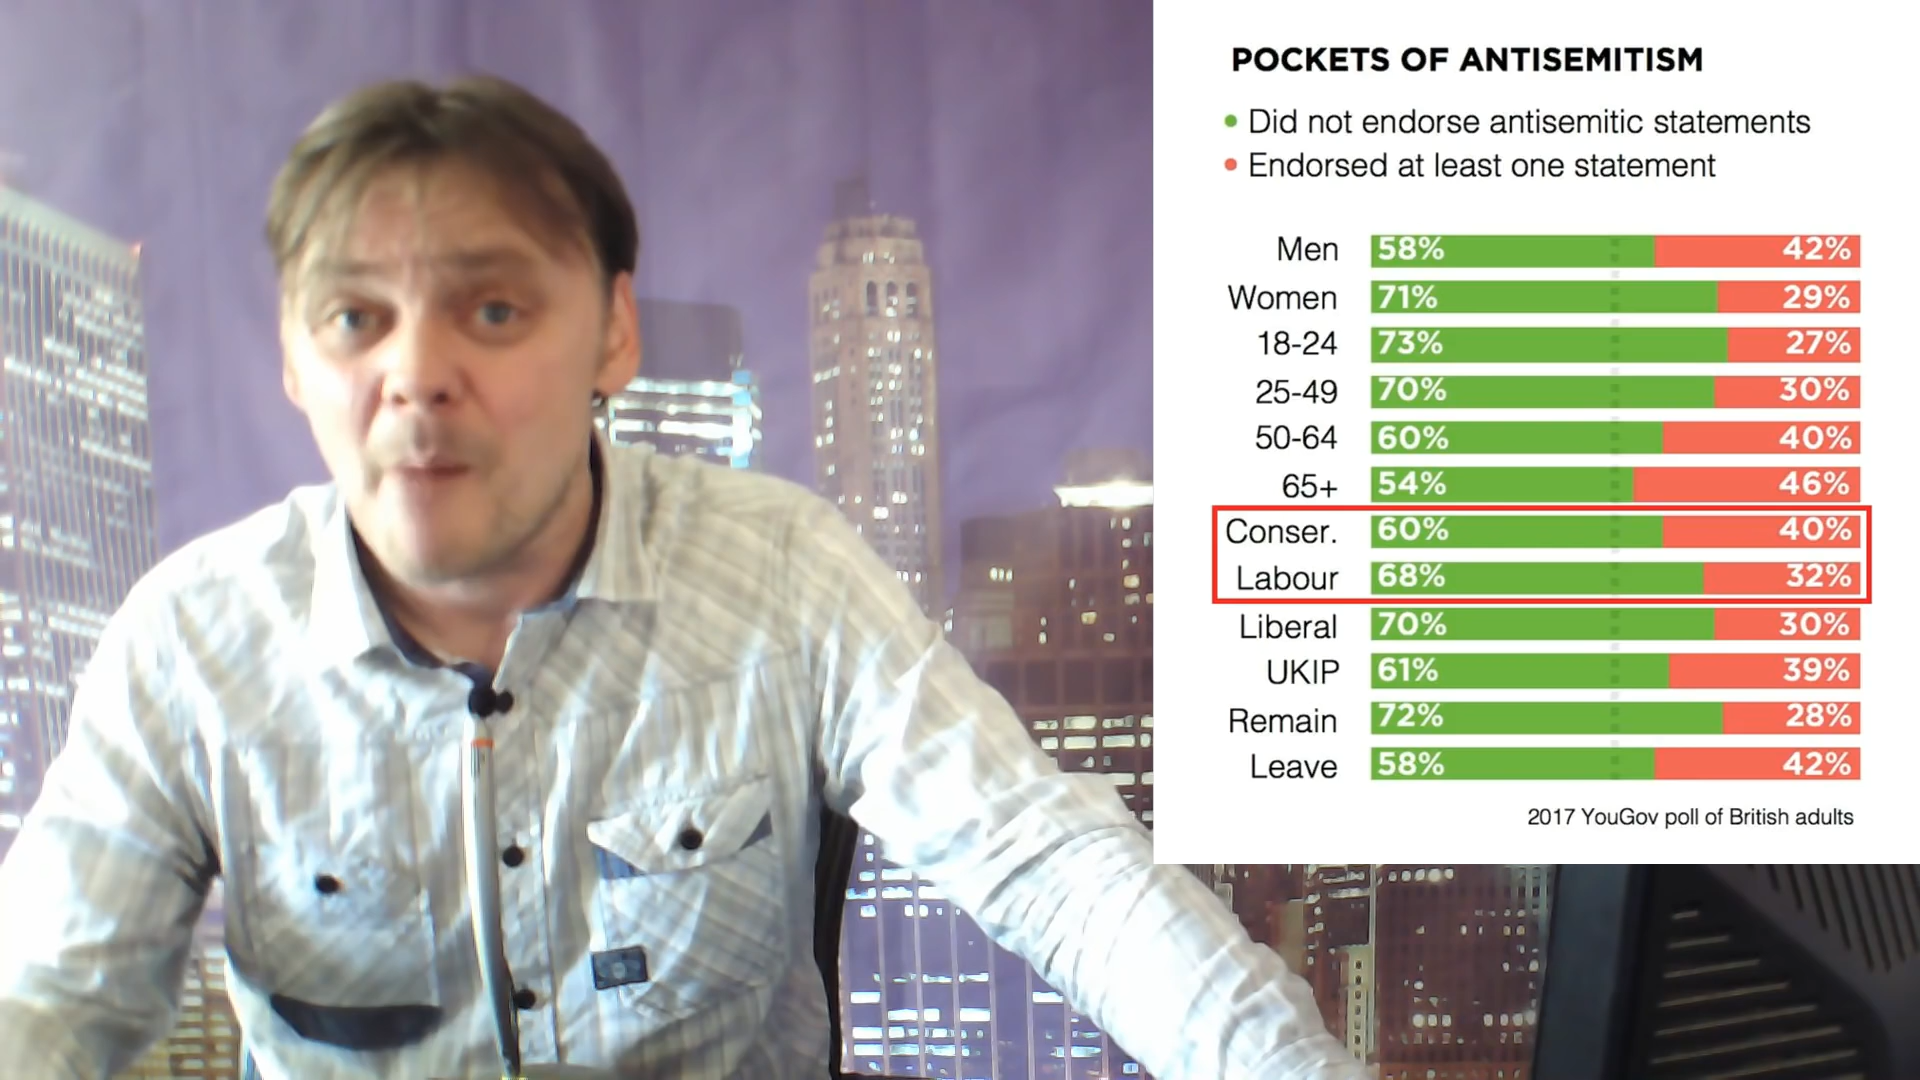 POCKETS OF ANTISEMITISM
• Did not endorse antisemitic statements
• Endorsed at least one statement
Men 58% 42%
Women 71% 29%
18-24 73% 27%
25-49 70% 30%
50-64 60% 40%
65+ 54% 46%
Conser. 60% 40%
Labour 68% 32%
Liberal 70% 30%
UKIP 61% 39%
Remain 72% 28%
Leave 58% 42%
2017 YouGov poll of British adults